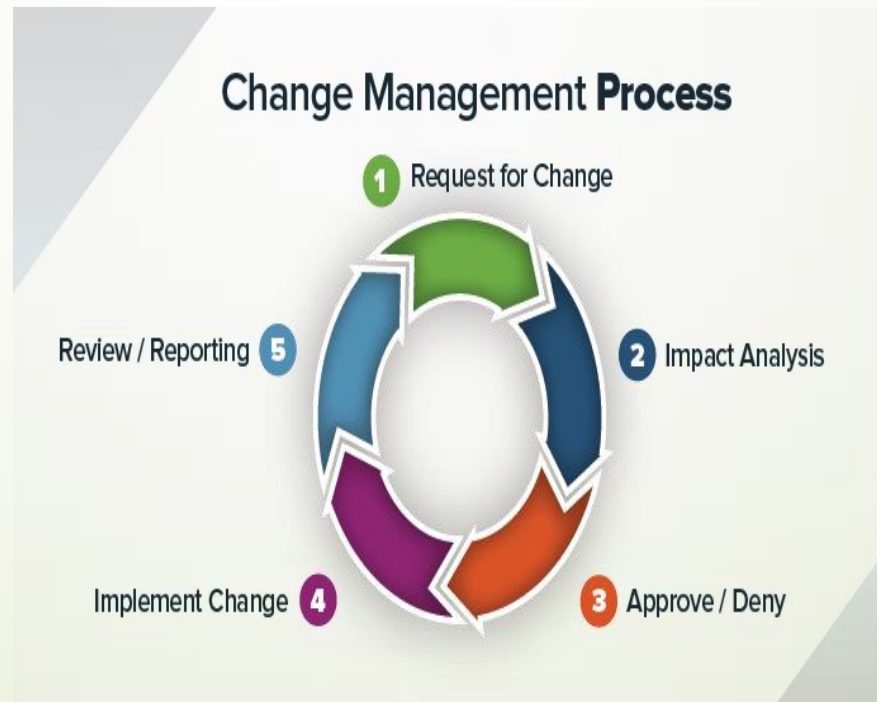 Change Management Process
1 Request for Change
2 Impact Analysis
3 Approve / Deny
Implement Change 4
Review / Reporting 5